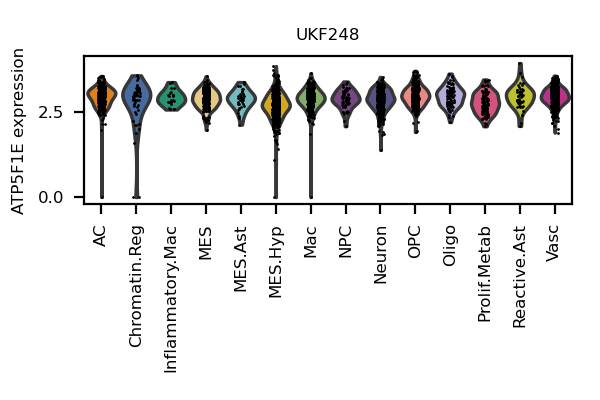 UKF248
ATP5F1E expression
2.5
0.0
AC
Chromatin.Reg
Inflammatory.Mac
MES
MES.Ast
MES.Hyp
Mac
NPC
Neuron
OPC
Oligo
Prolif.Metab
Reactive.Ast
Vasc